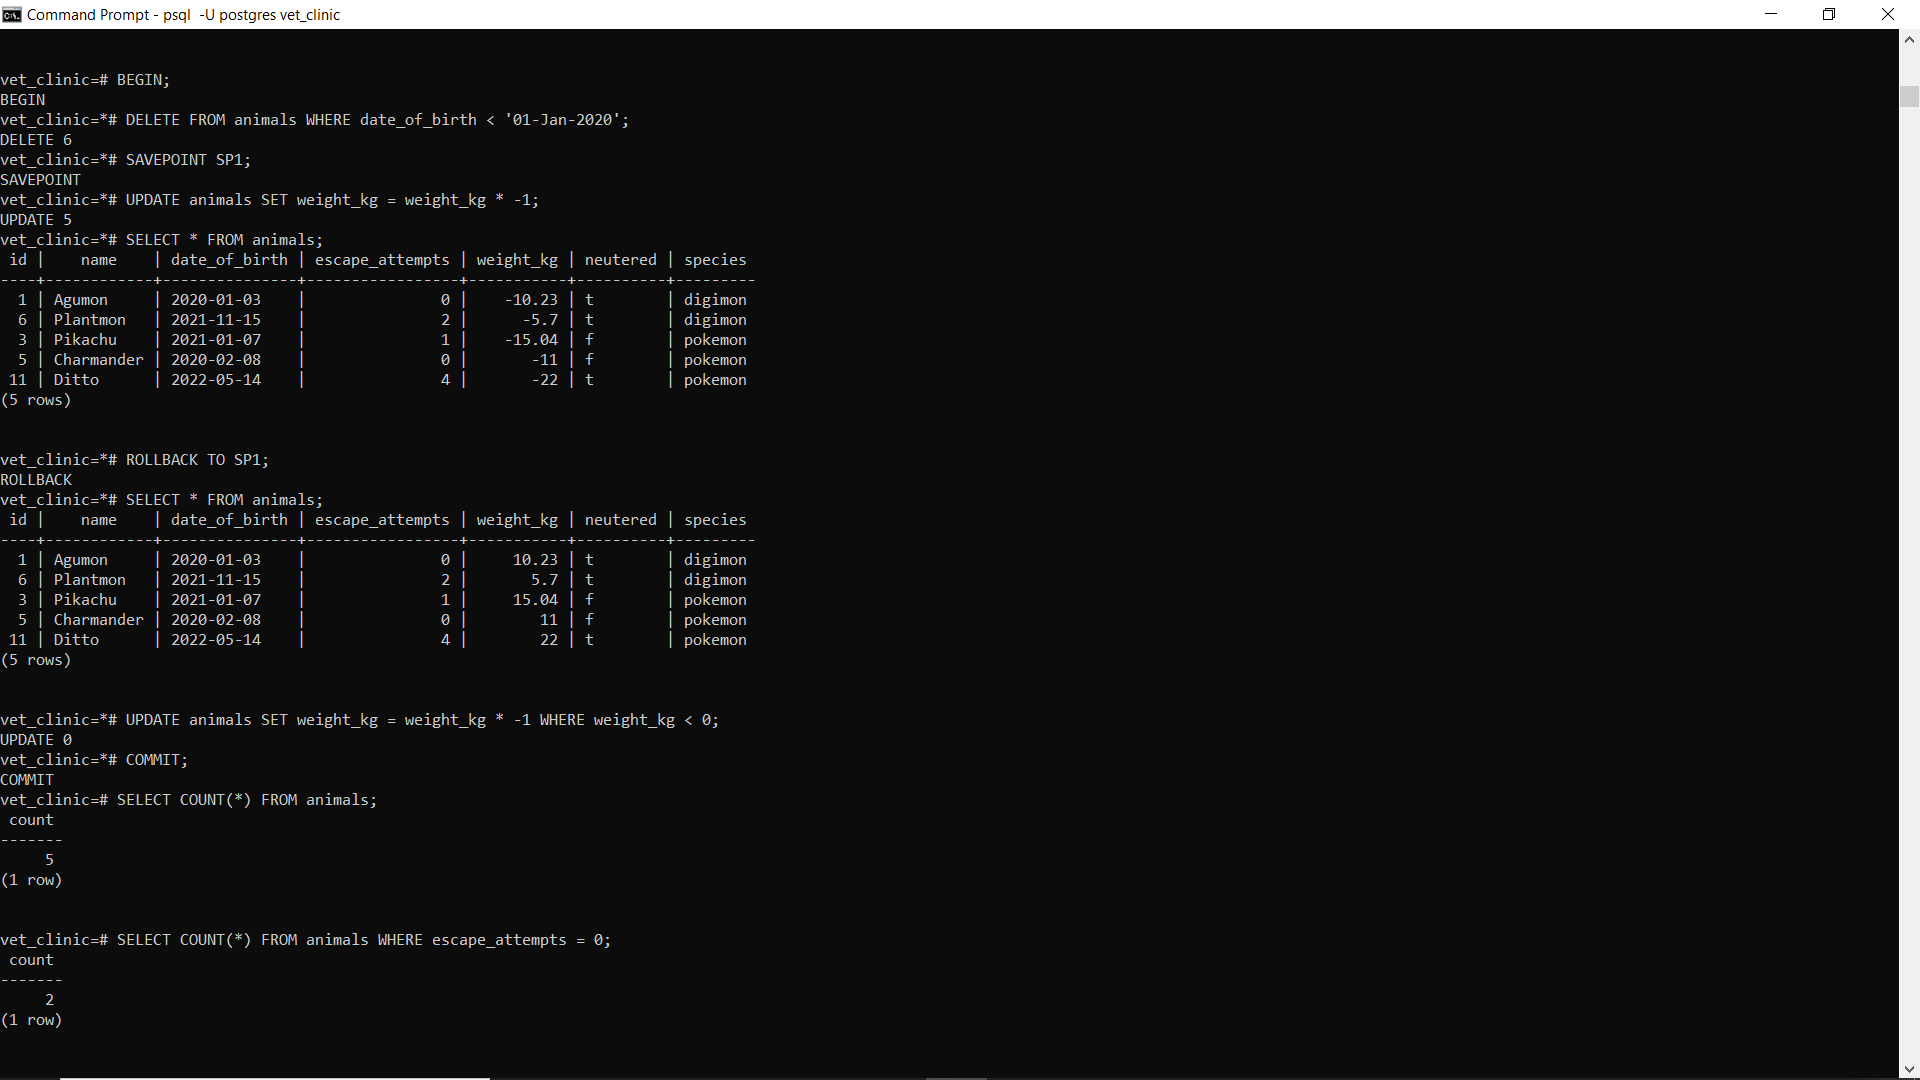 Command Prompt - psql  -U postgres vet_clinic
vet_clinic=# BEGIN;
BEGIN
vet_clinic=*# DELETE FROM animals WHERE date_of_birth < '01-Jan-2020';
DELETE 6
vet_clinic=*# SAVEPOINT SP1;
SAVEPOINT
vet_clinic=*# UPDATE animals SET weight_kg = weight_kg * -1;
UPDATE 5
vet_clinic=*# SELECT * FROM animals;
 id |    name    | date_of_birth | escape_attempts | weight_kg | neutered | species
----+------------+---------------+-----------------+-----------+----------+---------
  1 | Agumon     | 2020-01-03    |               0 |    -10.23 | t        | digimon
  6 | Plantmon   | 2021-11-15    |               2 |      -5.7 | t        | digimon
  3 | Pikachu    | 2021-01-07    |               1 |    -15.04 | f        | pokemon
  5 | Charmander | 2020-02-08    |               0 |       -11 | f        | pokemon
 11 | Ditto      | 2022-05-14    |               4 |       -22 | t        | pokemon
(5 rows)
vet_clinic=*# ROLLBACK TO SP1;
ROLLBACK
vet_clinic=*# SELECT * FROM animals;
 id |    name    | date_of_birth | escape_attempts | weight_kg | neutered | species
----+------------+---------------+-----------------+-----------+----------+---------
  1 | Agumon     | 2020-01-03    |               0 |     10.23 | t        | digimon
  6 | Plantmon   | 2021-11-15    |               2 |       5.7 | t        | digimon
  3 | Pikachu    | 2021-01-07    |               1 |     15.04 | f        | pokemon
  5 | Charmander | 2020-02-08    |               0 |        11 | f        | pokemon
 11 | Ditto      | 2022-05-14    |               4 |        22 | t        | pokemon
(5 rows)
vet_clinic=*# UPDATE animals SET weight_kg = weight_kg * -1 WHERE weight_kg < 0;
UPDATE 0
vet_clinic=*# COMMIT;
COMMIT
vet_clinic=# SELECT COUNT(*) FROM animals;
 count
-------
     5
(1 row)
vet_clinic=# SELECT COUNT(*) FROM animals WHERE escape_attempts = 0;
 count
-------
     2
(1 row)